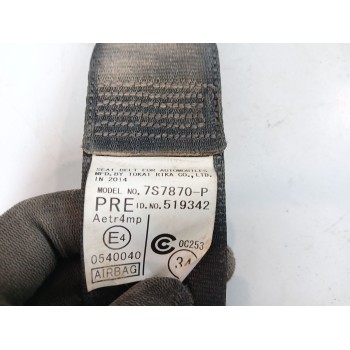 SEAT BELT FOR AUTOMOBILES
MFD.BY TOKAI RIKA CO.,LTD.
IN 2014
MODEL NO. 7S7870-P
PRE ID.NO.519342
Aetr4mp
E4
C 0C253
0540040
34
AIRBAG